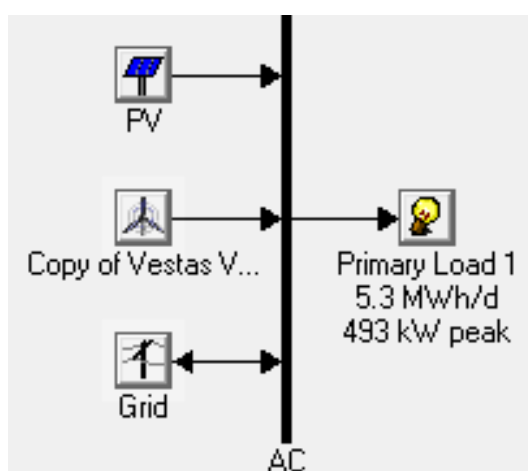 PV
Copy of Vestas V...
Primary Load 1
5.3 MWh/d
493 kW peak
Grid
AC